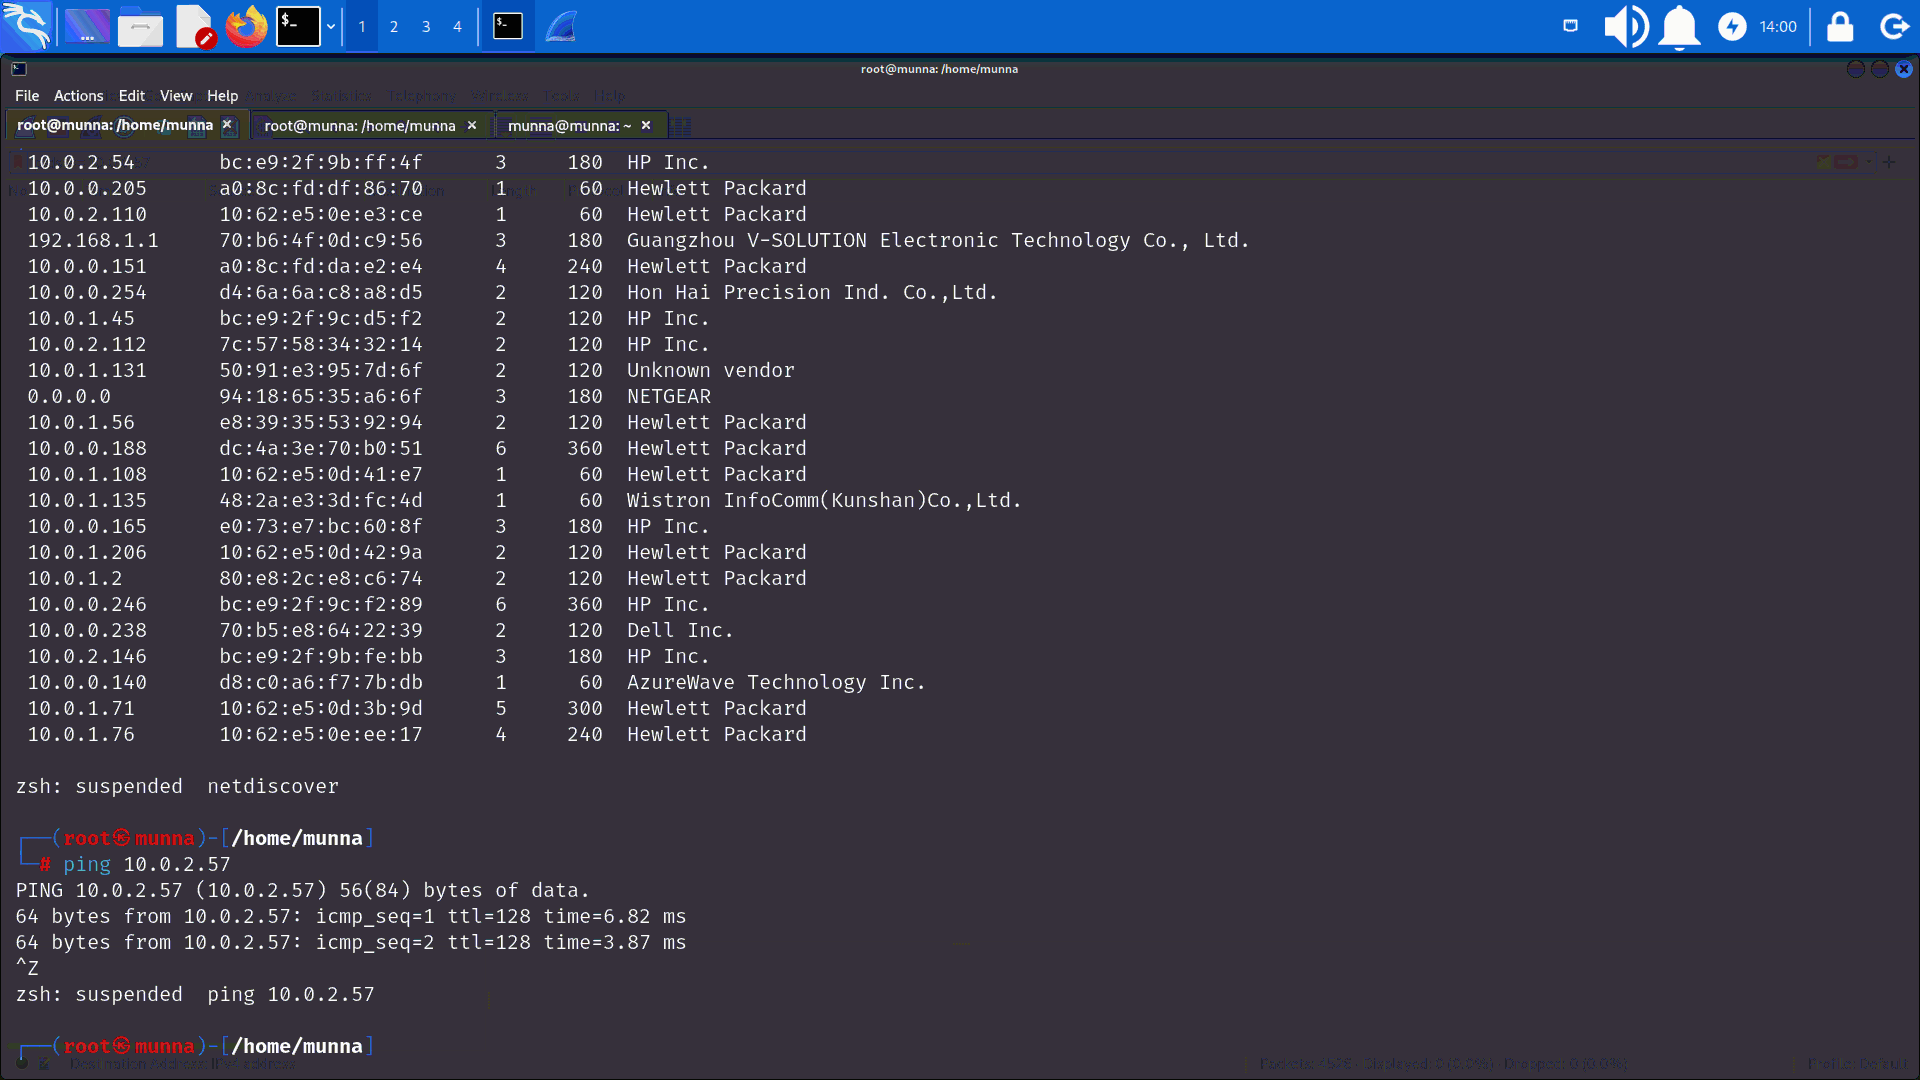 1 2 3 4
14:00
root@munna: /home/munna
File Actions Edit View Help
root@munna: /home/munna × root@munna: /home/munna × munna@munna: ~ ×
10.0.2.54 bc:e9:2f:9b:ff:4f 3 180 HP Inc.
10.0.0.205 a0:8c:fd:df:86:70 1 60 Hewlett Packard
10.0.2.110 10:62:e5:0e:e3:ce 1 60 Hewlett Packard
192.168.1.1 70:b6:4f:0d:c9:56 3 180 Guangzhou V-SOLUTION Electronic Technology Co., Ltd.
10.0.0.151 a0:8c:fd:da:e2:e4 4 240 Hewlett Packard
10.0.0.254 d4:6a:6a:c8:a8:d5 2 120 Hon Hai Precision Ind. Co.,Ltd.
10.0.1.45 bc:e9:2f:9c:d5:f2 2 120 HP Inc.
10.0.2.112 7c:57:58:34:32:14 2 120 HP Inc.
10.0.1.131 50:91:e3:95:7d:6f 2 120 Unknown vendor
0.0.0.0 94:18:65:35:a6:6f 3 180 NETGEAR
10.0.1.56 e8:39:35:53:92:94 2 120 Hewlett Packard
10.0.0.188 dc:4a:3e:70:b0:51 6 360 Hewlett Packard
10.0.1.108 10:62:e5:0d:41:e7 1 60 Hewlett Packard
10.0.1.135 48:2a:e3:3d:fc:4d 1 60 Wistron InfoComm(Kunshan)Co.,Ltd.
10.0.0.165 e0:73:e7:bc:60:8f 3 180 HP Inc.
10.0.1.206 10:62:e5:0d:42:9a 2 120 Hewlett Packard
10.0.1.2 80:e8:2c:e8:c6:74 2 120 Hewlett Packard
10.0.0.246 bc:e9:2f:9c:f2:89 6 360 HP Inc.
10.0.0.238 70:b5:e8:64:22:39 2 120 Dell Inc.
10.0.2.146 bc:e9:2f:9b:fe:bb 3 180 HP Inc.
10.0.0.140 d8:c0:a6:f7:7b:db 1 60 AzureWave Technology Inc.
10.0.1.71 10:62:e5:0d:3b:9d 5 300 Hewlett Packard
10.0.1.76 10:62:e5:0e:ee:17 4 240 Hewlett Packard
zsh: suspended netdiscover
┌──(root㉿munna)-[/home/munna]
└─# ping 10.0.2.57
PING 10.0.2.57 (10.0.2.57) 56(84) bytes of data.
64 bytes from 10.0.2.57: icmp_seq=1 ttl=128 time=6.82 ms
64 bytes from 10.0.2.57: icmp_seq=2 ttl=128 time=3.87 ms
^Z
zsh: suspended ping 10.0.2.57
┌──(root㉿munna)-[/home/munna]